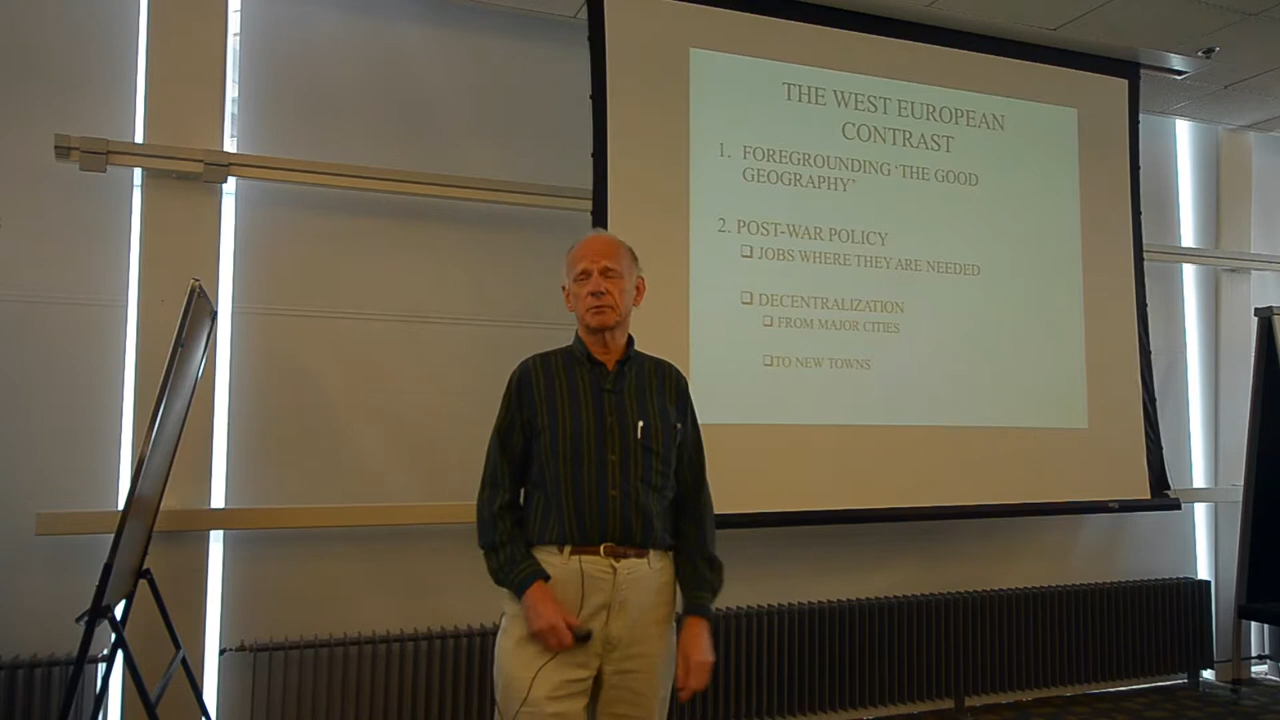 THE WEST EUROPEAN
CONTRAST
1. FOREGROUNDING ‘THE GOOD
GEOGRAPHY’
2. POST-WAR POLICY
❑ JOBS WHERE THEY ARE NEEDED
❑ DECENTRALIZATION
❑ FROM MAJOR CITIES
❑TO NEW TOWNS